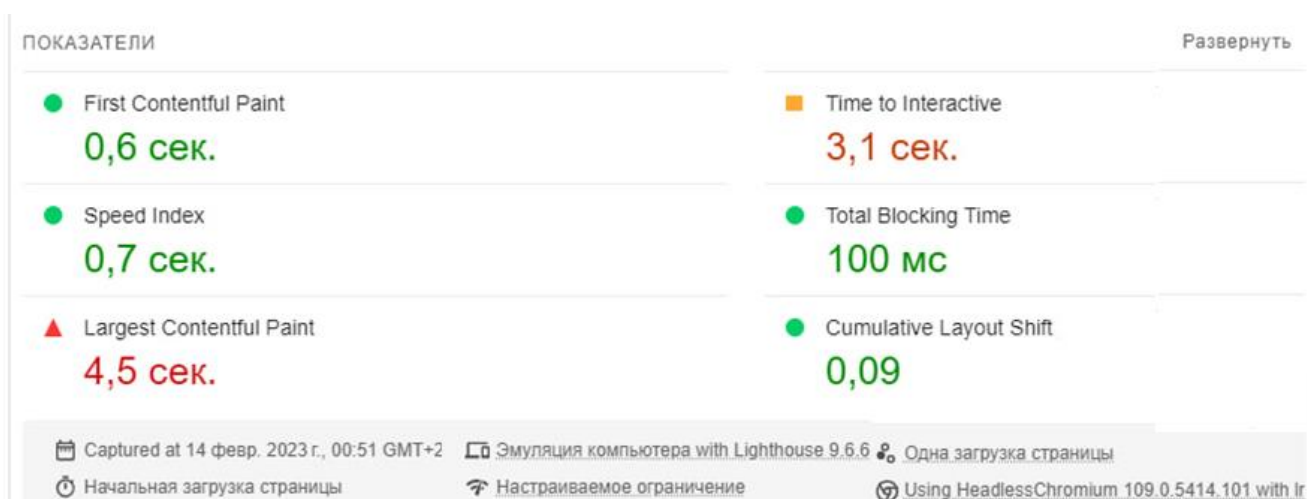 ПОКАЗАТЕЛИ
Развернуть
First Contentful Paint
0,6 сек.
Time to Interactive
3,1 сек.
Speed Index
0,7 сек.
Total Blocking Time
100 мс
Largest Contentful Paint
4,5 сек.
Cumulative Layout Shift
0,09
Captured at 14 февр. 2023 г., 00:51 GMT+2
Эмуляция компьютера with Lighthouse 9.6.6
Одна загрузка страницы
Начальная загрузка страницы
Настраиваемое ограничение
Using HeadlessChromium 109.0.5414.101 with